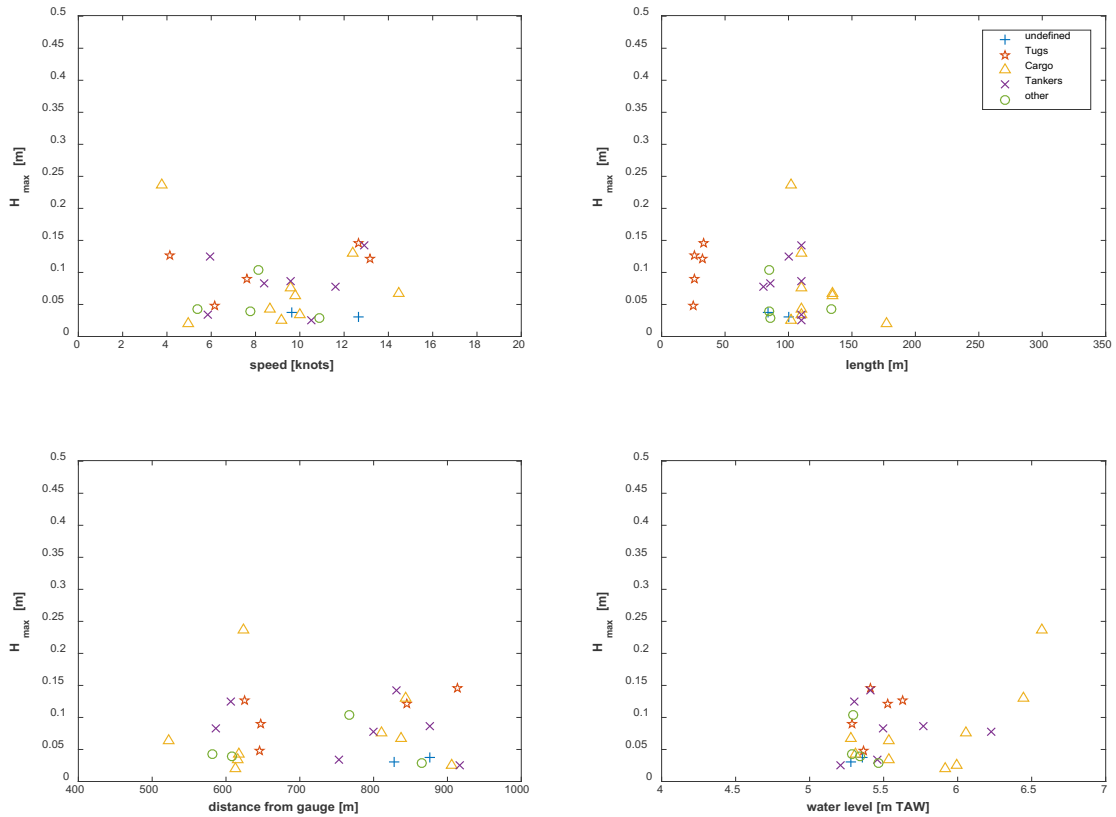 0.5
0.45
0.4
0.35
0.3
0.25
0.2
0.15
0.1
0.05
0
H max [m]
0 2 4 6 8 10 12 14 16 18 20
speed [knots]
0.5
0.45
0.4
0.35
0.3
0.25
0.2
0.15
0.1
0.05
0
H max [m]
undefined
Tugs
Cargo
Tankers
other
0 50 100 150 200 250 300 350
length [m]
0.5
0.45
0.4
0.35
0.3
0.25
0.2
0.15
0.1
0.05
0
H max [m]
400 500 600 700 800 900 1000
distance from gauge [m]
0.5
0.45
0.4
0.35
0.3
0.25
0.2
0.15
0.1
0.05
0
H max [m]
4 4.5 5 5.5 6 6.5 7
water level [m TAW]